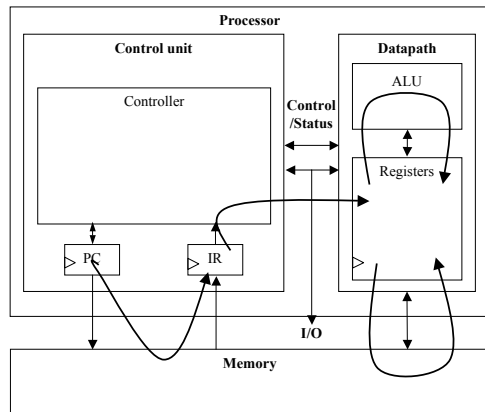 Processor
Control unit
Datapath
Controller
ALU
Control
/Status
Registers
PC
IR
I/O
Memory